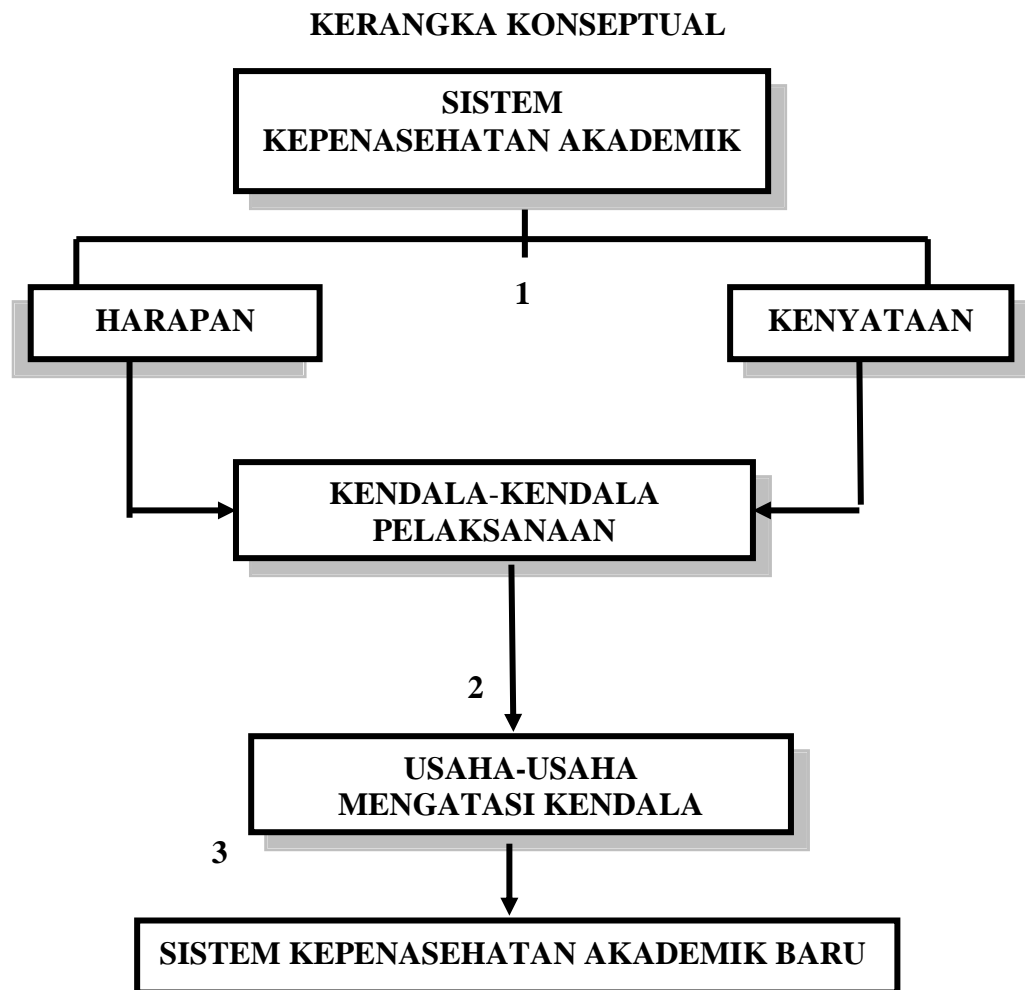 KERANGKA KONSEPTUAL
SISTEM
KEPENASEHATAN AKADEMIK
1
HARAPAN
KENYATAAN
KENDALA-KENDALA
PELAKSANAAN
2
USAHA-USAHA
MENGATASI KENDALA
3
SISTEM KEPENASEHATAN AKADEMIK BARU